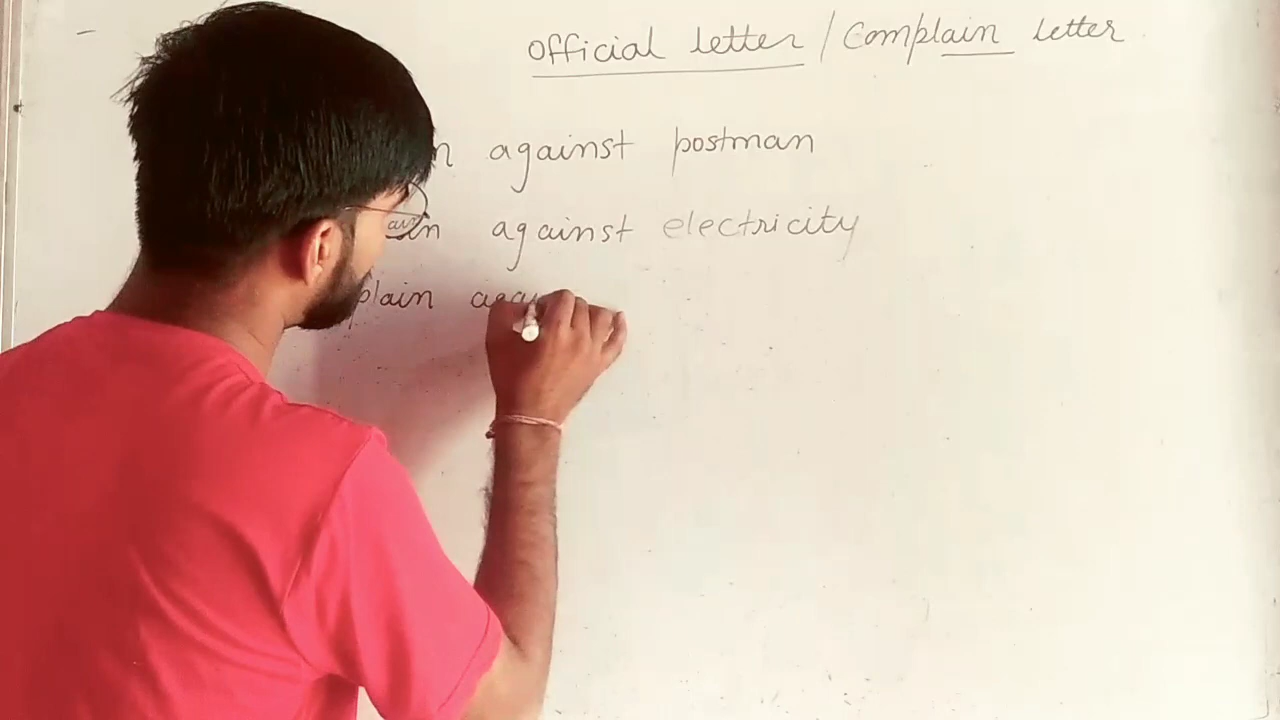 Official letter / Complain letter
against postman
against electricity
plain